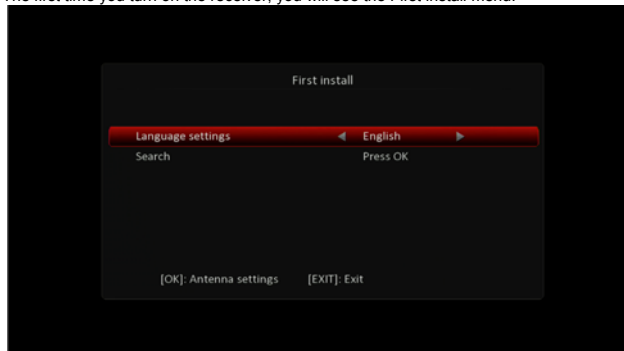 The first time you turn on the receiver, you will see the First install menu.
First install
Language settings English
Search Press OK
[OK]: Antenna settings [EXIT]: Exit